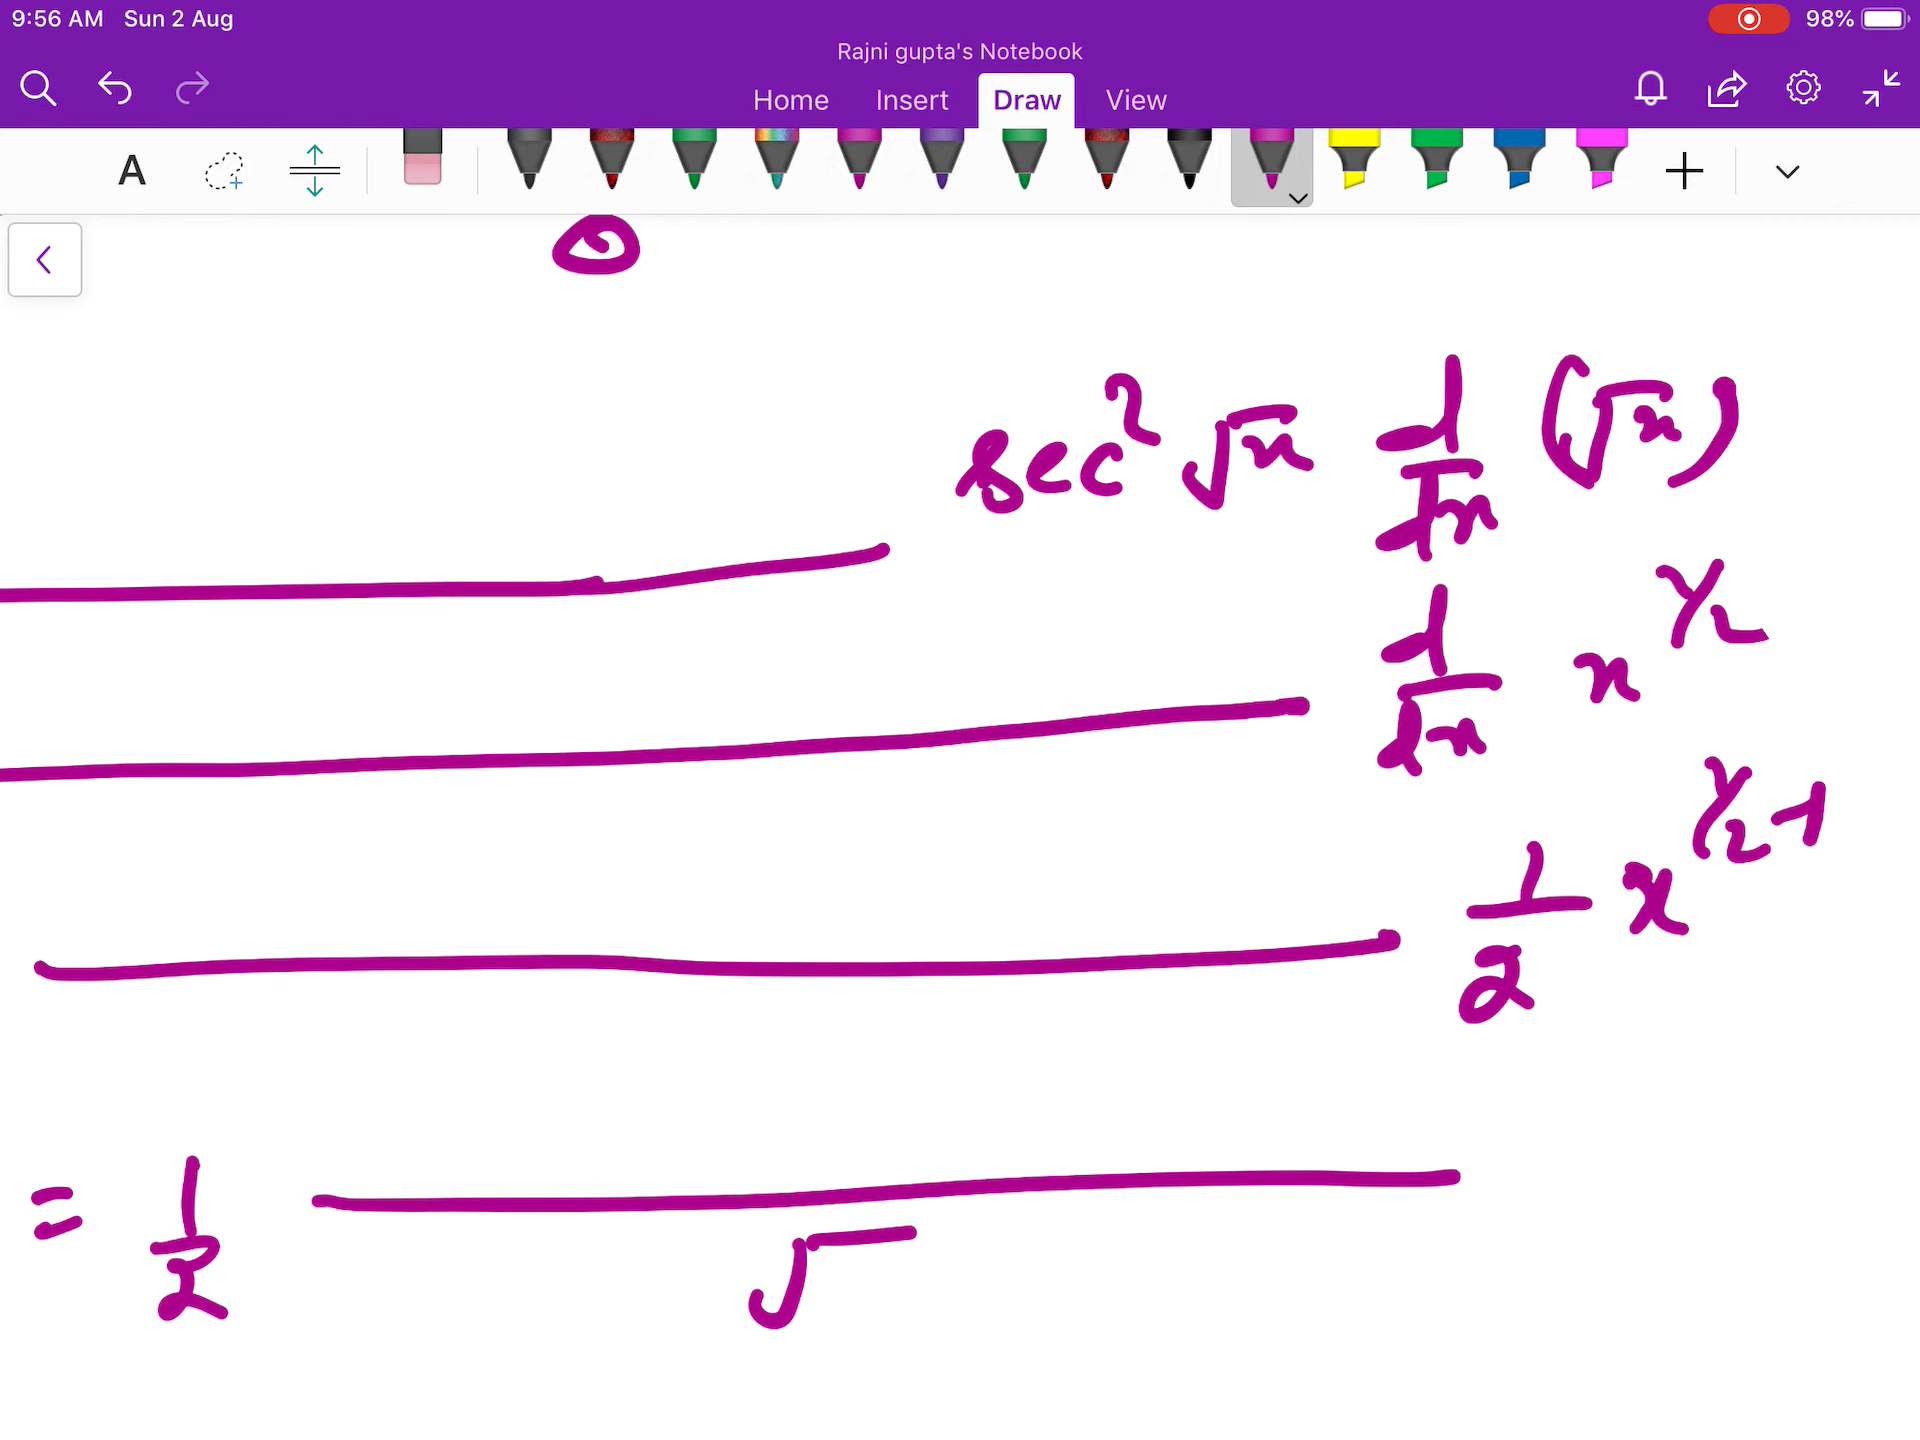 9:56 AM Sun 2 Aug 98%
Rajni gupta's Notebook
Home Insert Draw View
A
sec² √x d/dx (√x)
d/dx x^1/2
1/2 x^1/2-1
= 1/2 √